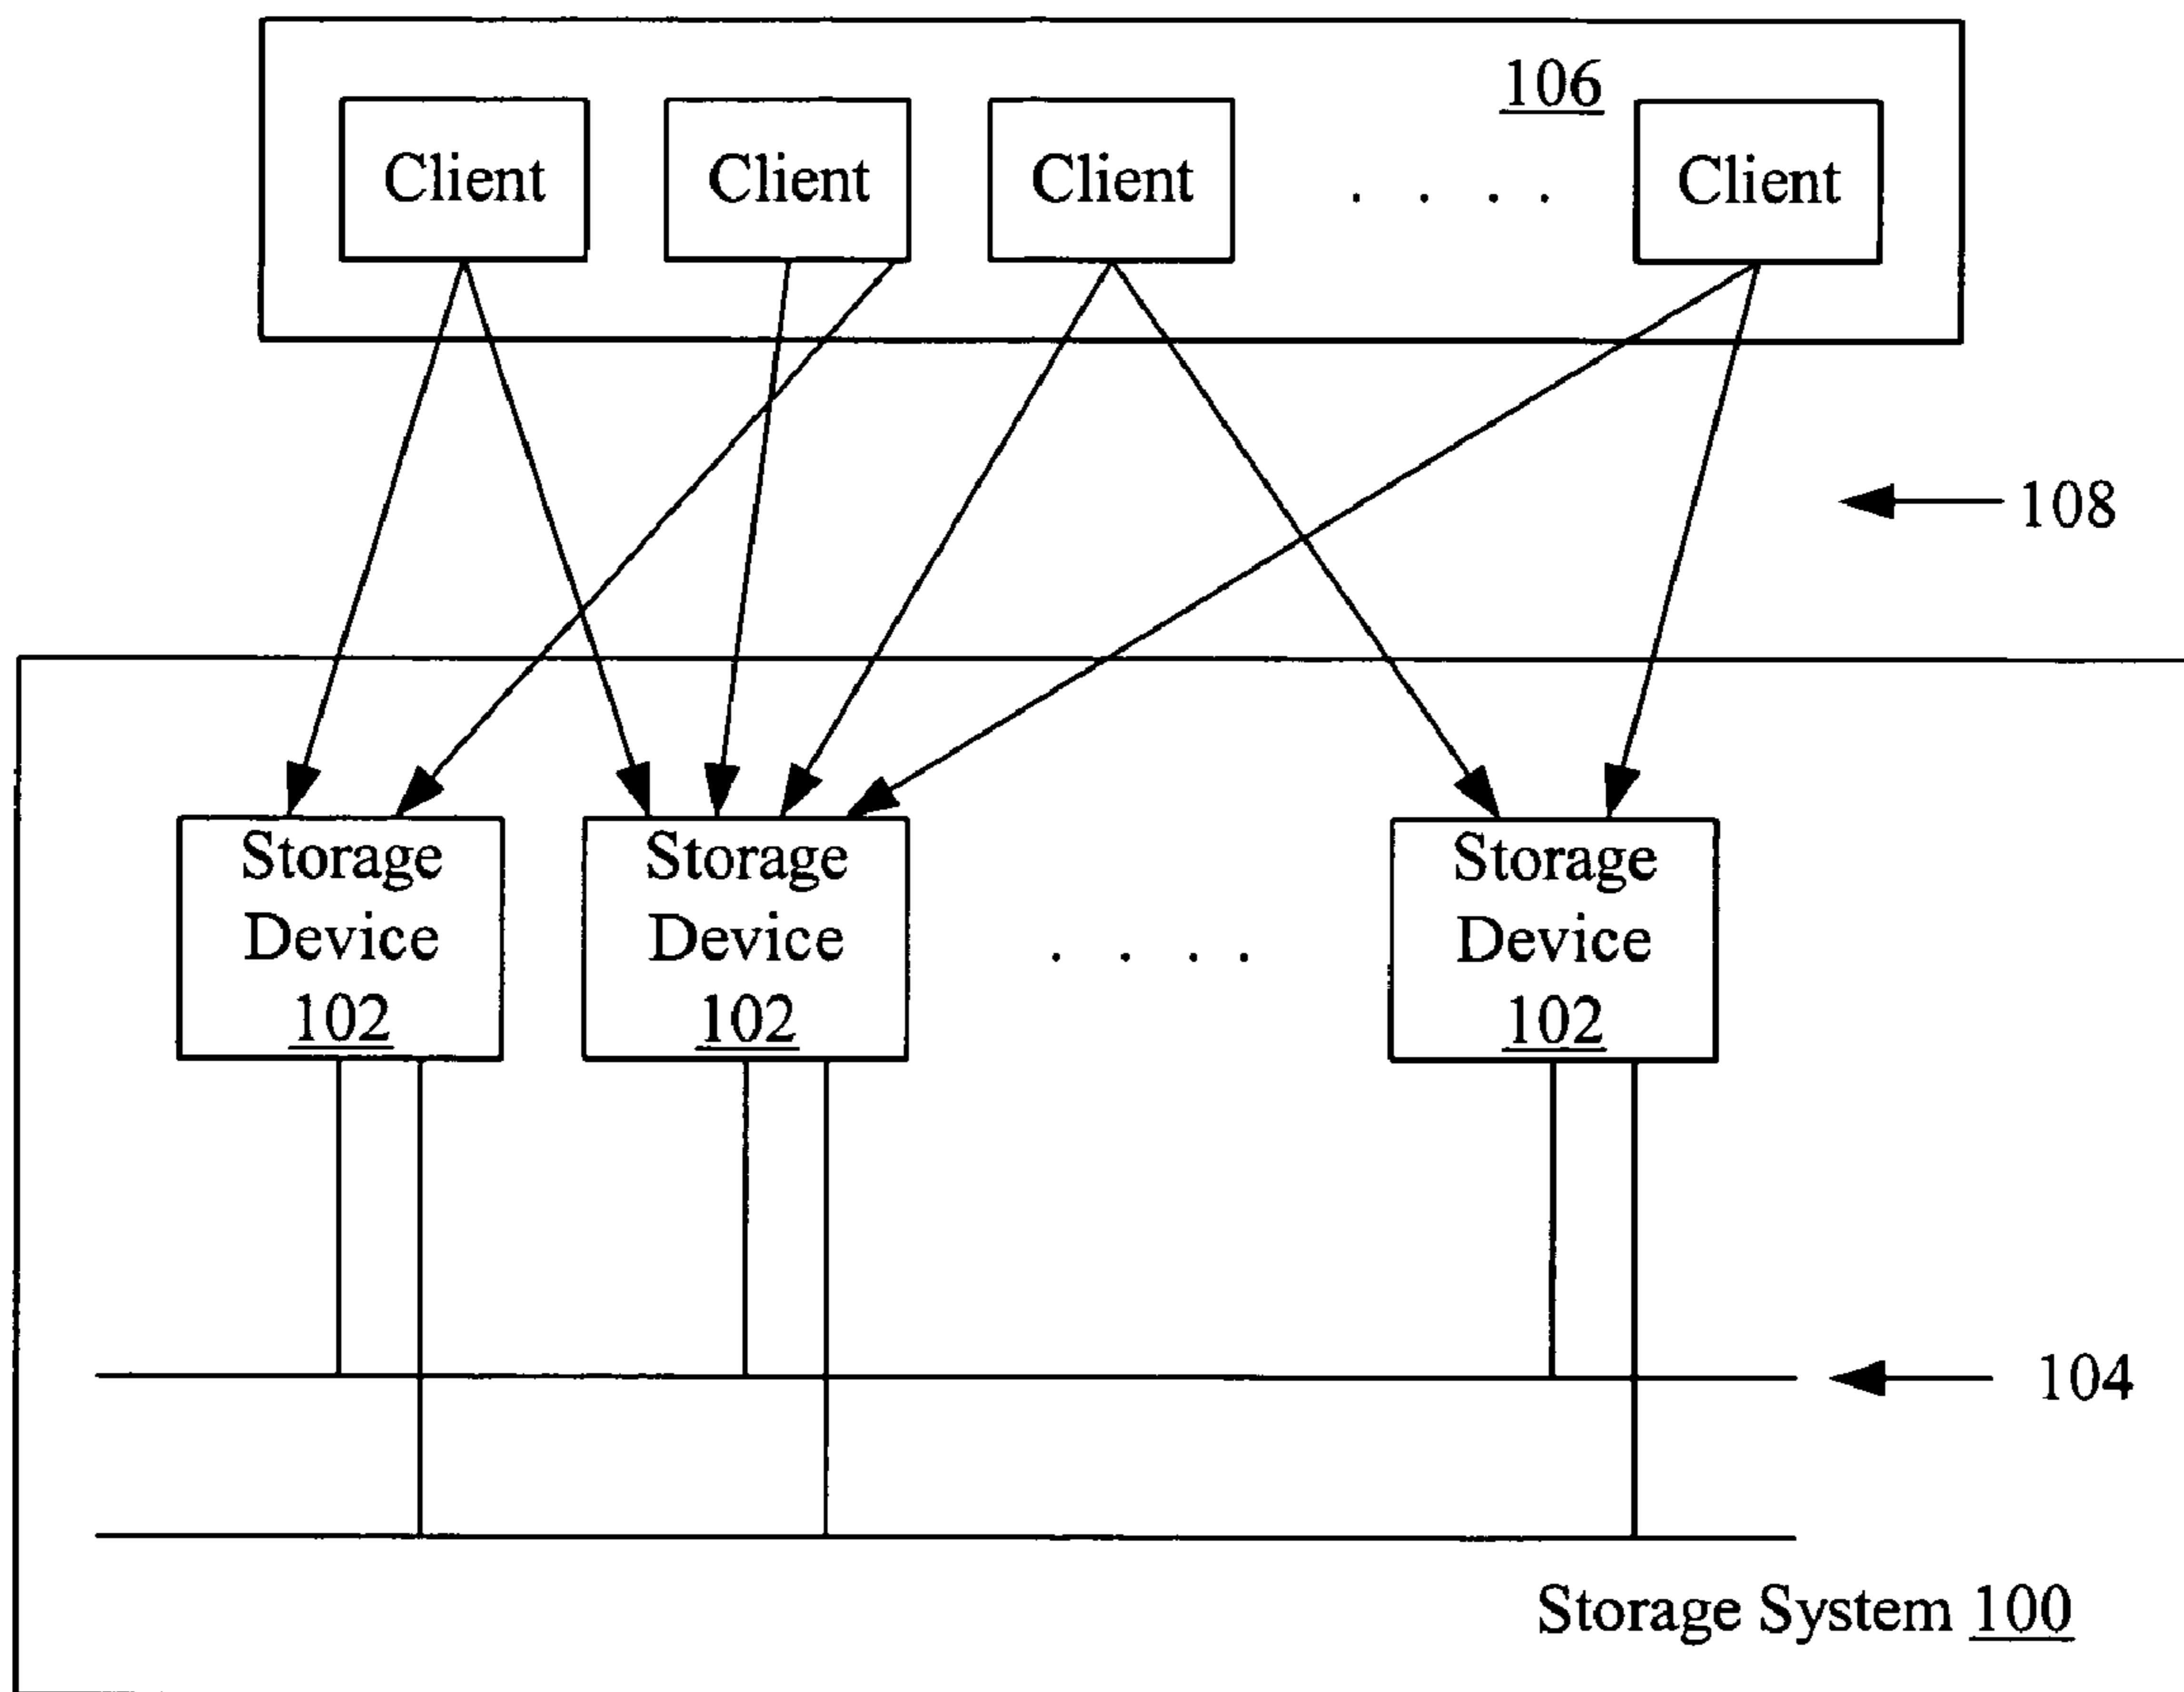 106
Client Client Client . . . . Client
108
Storage Storage Storage
Device Device . . . . Device
102 102 102
104
Storage System 100